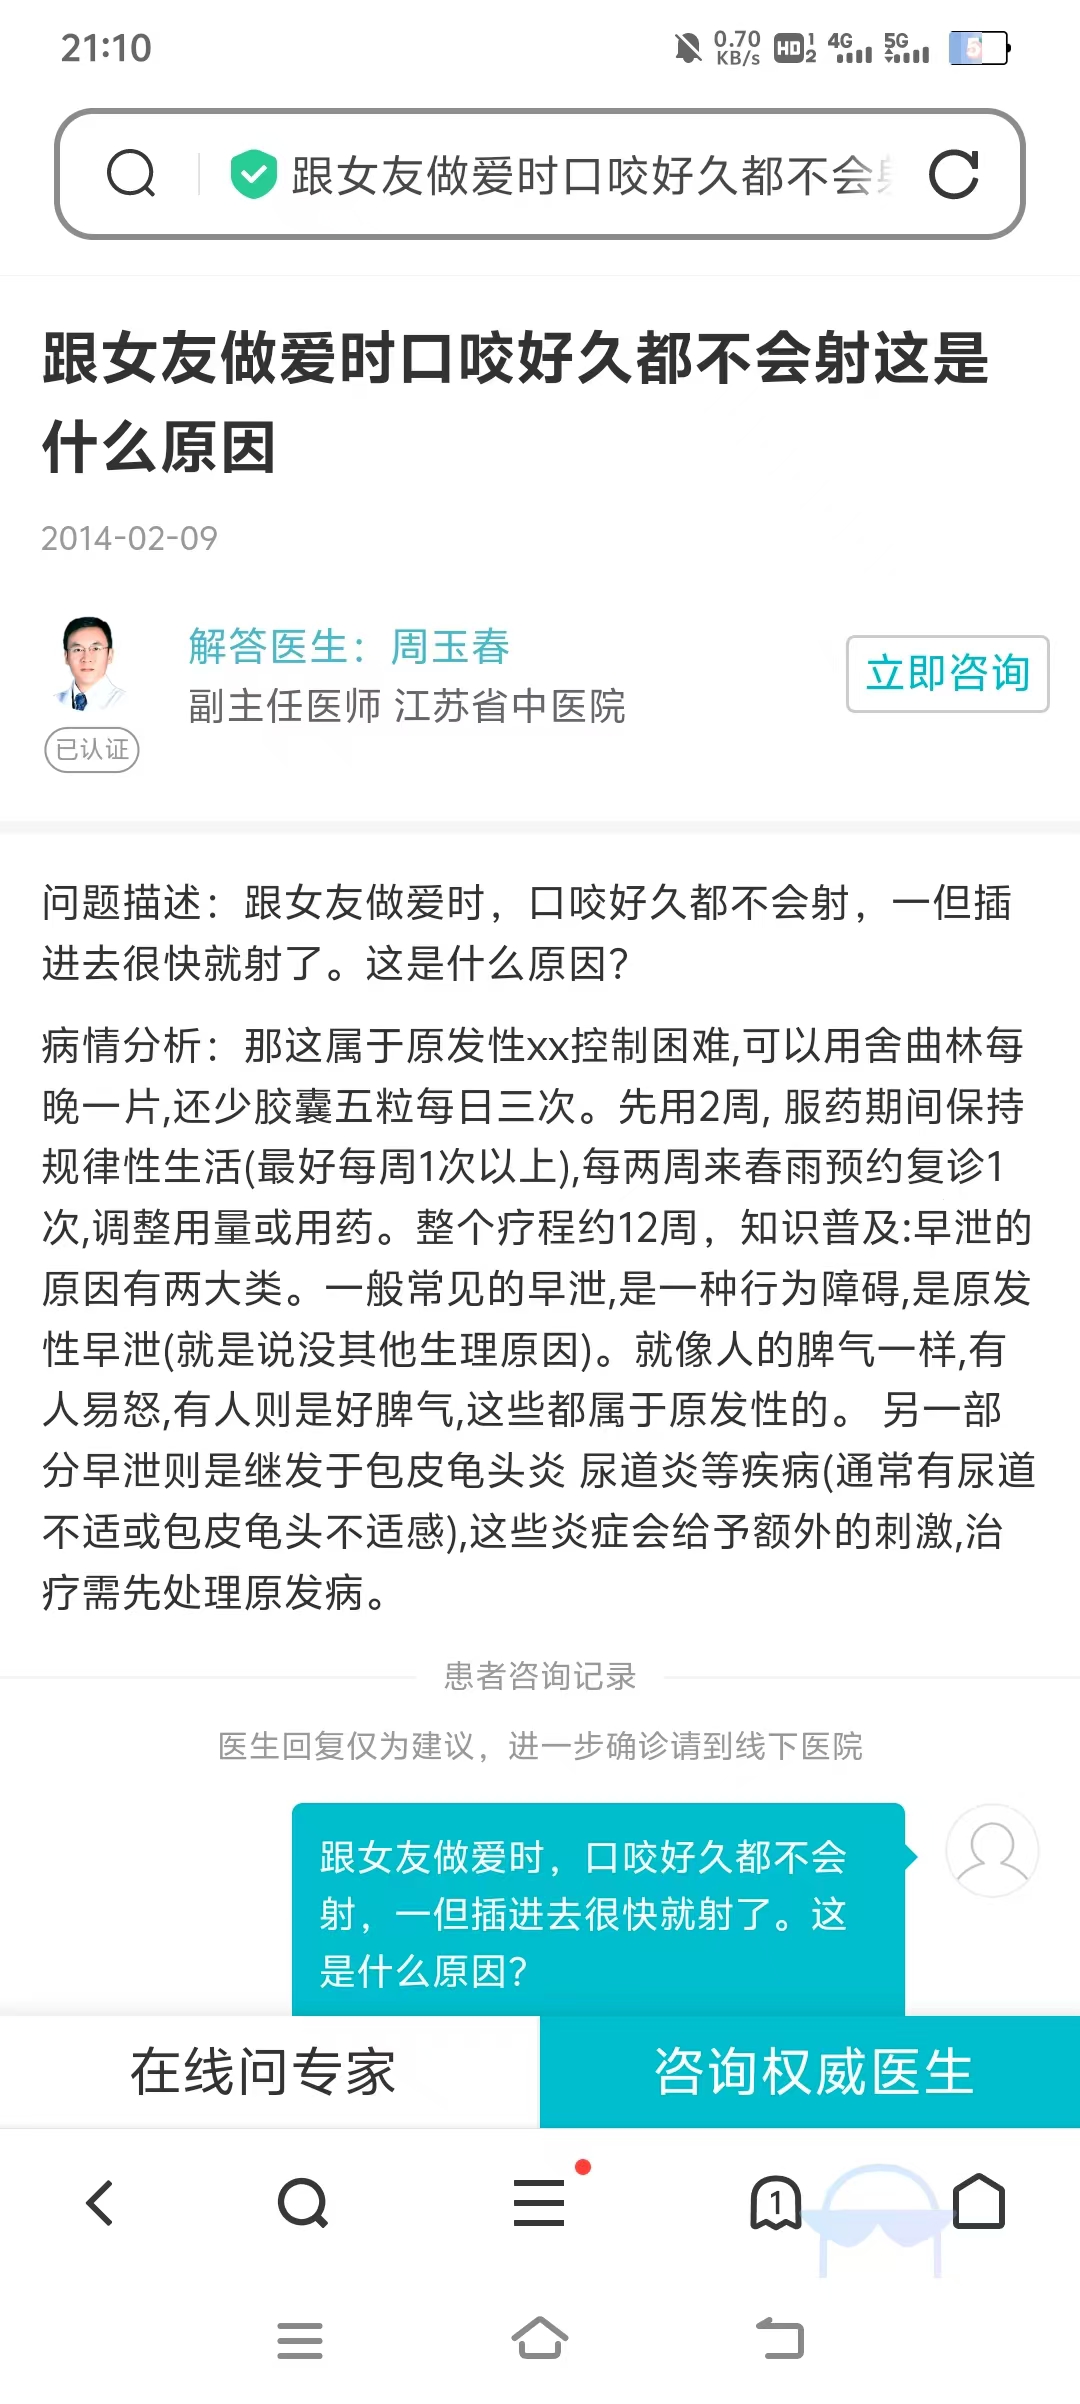 21:10
0.70 KB/s HD 1 2 4G 5G 5
跟女友做爱时口咬好久都不会
跟女友做爱时口咬好久都不会射这是
什么原因
2014-02-09
解答医生：周玉春
副主任医师 江苏省中医院
立即咨询
已认证
问题描述：跟女友做爱时，口咬好久都不会射，一但插
进去很快就射了。这是什么原因？
病情分析：那这属于原发性xx控制困难,可以用舍曲林每
晚一片,还少胶囊五粒每日三次。先用2周, 服药期间保持
规律性生活(最好每周1次以上),每两周来春雨预约复诊1
次,调整用量或用药。整个疗程约12周，知识普及:早泄的
原因有两大类。一般常见的早泄,是一种行为障碍,是原发
性早泄(就是说没其他生理原因)。就像人的脾气一样,有
人易怒,有人则是好脾气,这些都属于原发性的。 另一部
分早泄则是继发于包皮龟头炎 尿道炎等疾病(通常有尿道
不适或包皮龟头不适感),这些炎症会给予额外的刺激,治
疗需先处理原发病。
患者咨询记录
医生回复仅为建议，进一步确诊请到线下医院
跟女友做爱时，口咬好久都不会
射，一但插进去很快就射了。这
是什么原因？
在线问专家
咨询权威医生
1